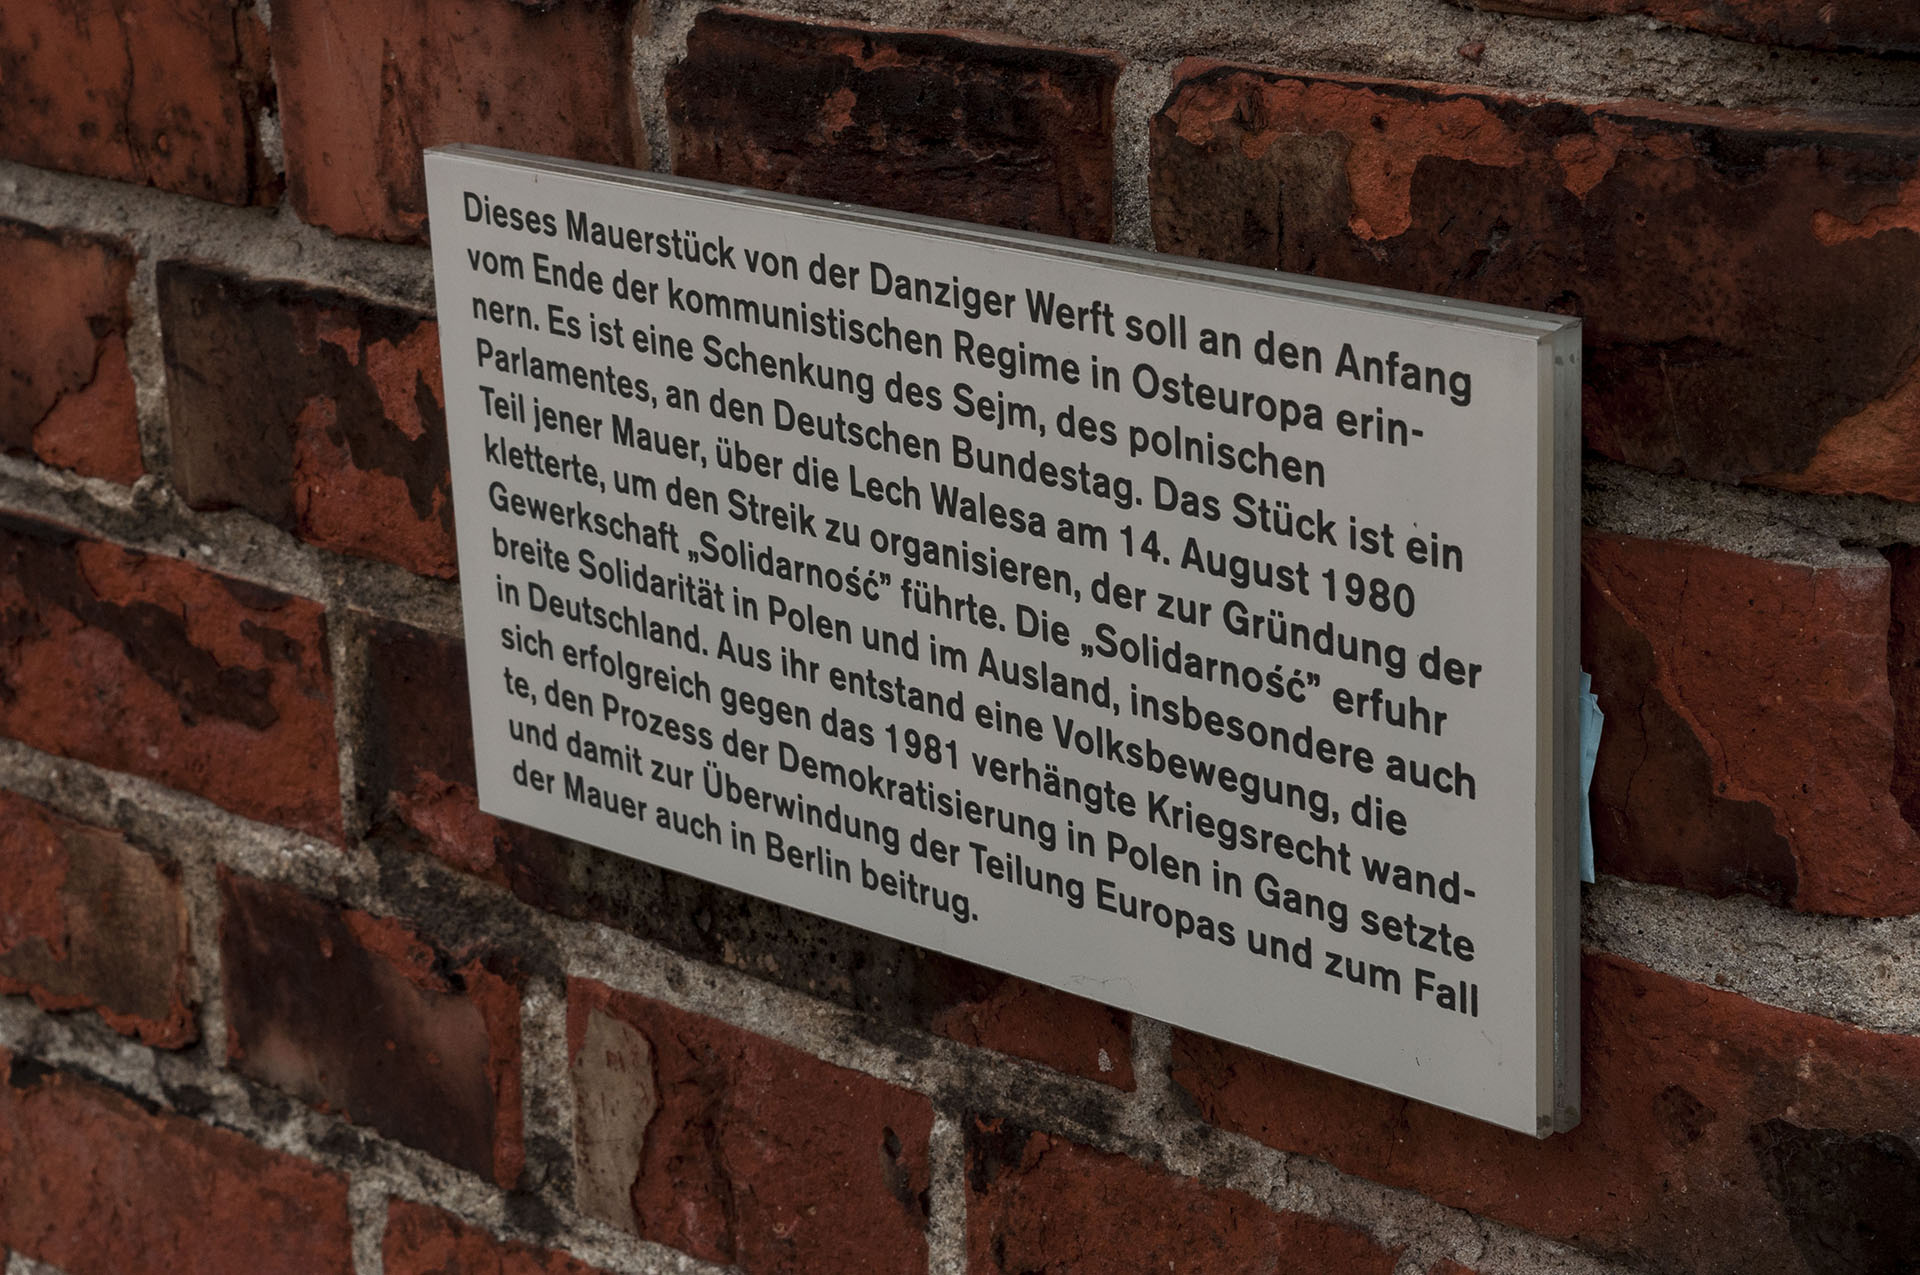 Dieses Mauerstück von der Danziger Werft soll an den Anfang
vom Ende der kommunistischen Regime in Osteuropa erin-
nern. Es ist eine Schenkung des Sejm, des polnischen
Parlamentes, an den Deutschen Bundestag. Das Stück ist ein
Teil jener Mauer, über die Lech Walesa am 14. August 1980
kletterte, um den Streik zu organisieren, der zur Gründung der
Gewerkschaft „Solidarność” führte. Die „Solidarność” erfuhr
breite Solidarität in Polen und im Ausland, insbesondere auch
in Deutschland. Aus ihr entstand eine Volksbewegung, die
sich erfolgreich gegen das 1981 verhängte Kriegsrecht wand-
te, den Prozess der Demokratisierung in Polen in Gang setzte
und damit zur Überwindung der Teilung Europas und zum Fall
der Mauer auch in Berlin beitrug.